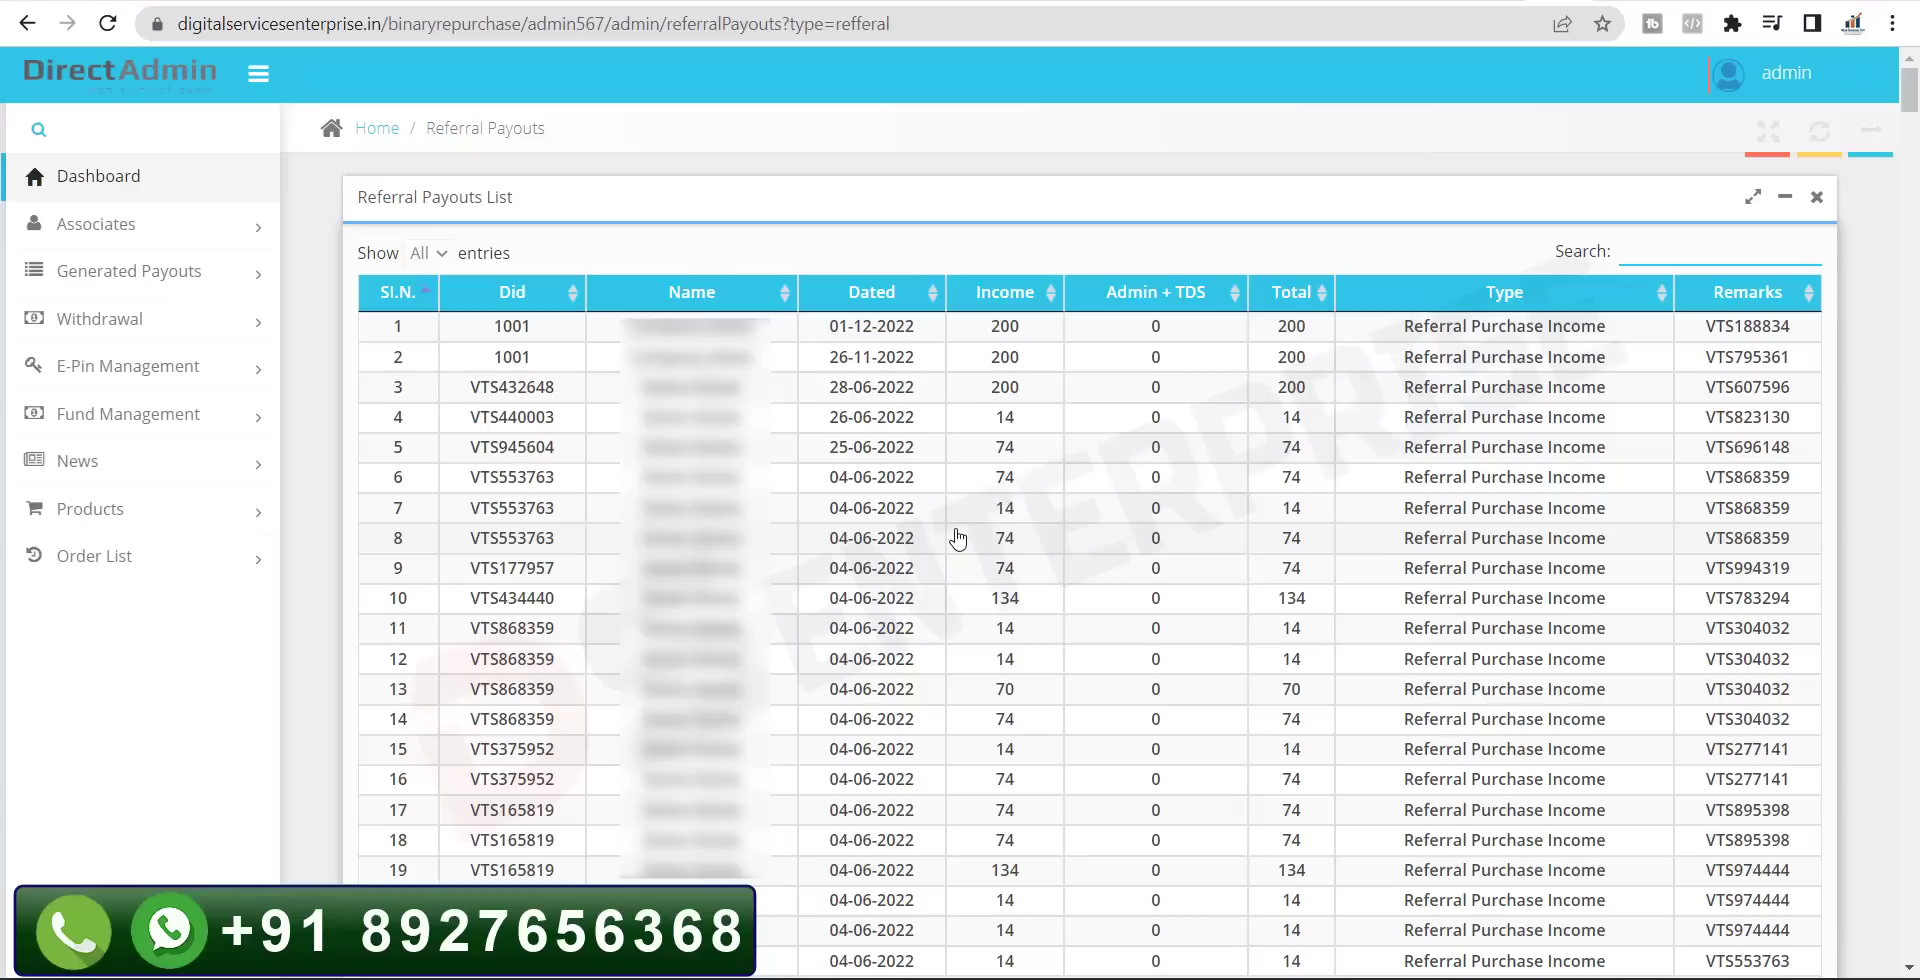 digitalservicesenterprise.in/binaryrepurchase/admin567/admin/referralPayouts?type=refferal
DirectAdmin
admin
Home / Referral Payouts
Dashboard
Associates
Generated Payouts
Withdrawal
E-Pin Management
Fund Management
News
Products
Order List
Referral Payouts List
Show All entries
Search:
Sl.N. Did Name Dated Income Admin + TDS Total Type Remarks
1 1001 01-12-2022 200 0 200 Referral Purchase Income VTS188834
2 1001 26-11-2022 200 0 200 Referral Purchase Income VTS795361
3 VTS432648 28-06-2022 200 0 200 Referral Purchase Income VTS607596
4 VTS440003 26-06-2022 14 0 14 Referral Purchase Income VTS823130
5 VTS945604 25-06-2022 74 0 74 Referral Purchase Income VTS696148
6 VTS553763 04-06-2022 74 0 74 Referral Purchase Income VTS868359
7 VTS553763 04-06-2022 14 0 14 Referral Purchase Income VTS868359
8 VTS553763 04-06-2022 74 0 74 Referral Purchase Income VTS868359
9 VTS177957 04-06-2022 74 0 74 Referral Purchase Income VTS994319
10 VTS434440 04-06-2022 134 0 134 Referral Purchase Income VTS783294
11 VTS868359 04-06-2022 14 0 14 Referral Purchase Income VTS304032
12 VTS868359 04-06-2022 14 0 14 Referral Purchase Income VTS304032
13 VTS868359 04-06-2022 70 0 70 Referral Purchase Income VTS304032
14 VTS868359 04-06-2022 74 0 74 Referral Purchase Income VTS304032
15 VTS375952 04-06-2022 14 0 14 Referral Purchase Income VTS277141
16 VTS375952 04-06-2022 74 0 74 Referral Purchase Income VTS277141
17 VTS165819 04-06-2022 74 0 74 Referral Purchase Income VTS895398
18 VTS165819 04-06-2022 74 0 74 Referral Purchase Income VTS895398
19 VTS165819 04-06-2022 134 0 134 Referral Purchase Income VTS974444
04-06-2022 14 0 14 Referral Purchase Income VTS974444
04-06-2022 14 0 14 Referral Purchase Income VTS974444
04-06-2022 14 0 14 Referral Purchase Income VTS553763
ENTERPRISE
+91 8927656368